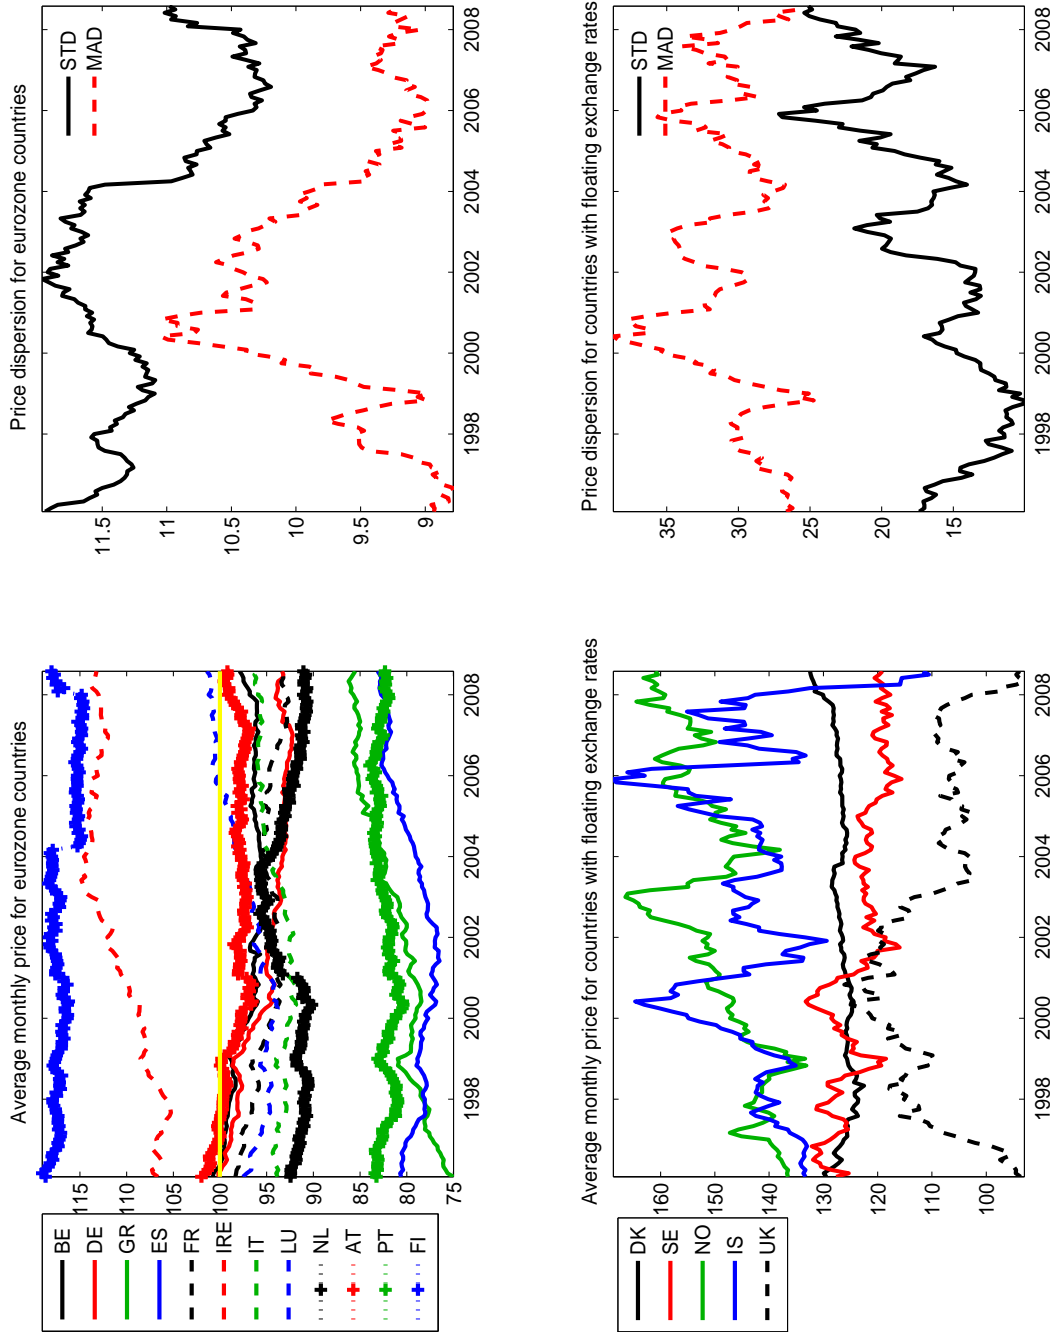 Average monthly price for eurozone countries
115
110
105
100
95
90
85
80
75
1998
2000
2002
2004
2006
2008
BE
DE
GR
ES
FR
IRE
IT
LU
NL
AT
PT
FI
Price dispersion for eurozone countries
11.5
11
10.5
10
9.5
9
1998
2000
2002
2004
2006
2008
STD
MAD
Average monthly price for countries with floating exchange rates
160
150
140
130
120
110
100
1998
2000
2002
2004
2006
2008
DK
SE
NO
IS
UK
Price dispersion for countries with floating exchange rates
35
30
25
20
15
1998
2000
2002
2004
2006
2008
STD
MAD